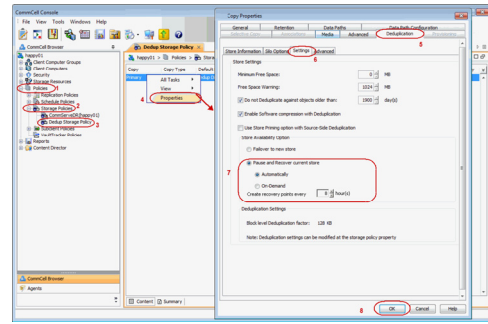 CommCell Console
File View Tools Windows Help
CommCell Browser
happy01
Client Computer Groups
Client Computers
Security
Storage Resources
Policies
1
Replication Policies
Schedule Policies
Storage Policies
2
CommServeDR(happy01)
Dedup Storage Policy
3
Subclient Policies
VaultTracker Policies
Reports
Content Director
CommCell Browser
Agents
Dedup Storage Policy
happy01 > Policies > Stora
Copy Copy Type Default
Primary
All Tasks
View
4
Properties
Content Summary
Copy Properties
General Retention Data Paths Data Path Configuration
Media Advanced Deduplication
5
Store Information Silo Options Settings Advanced
6
Store Settings
Minimum Free Space: 0 MB
Free Space Warning: 1024 MB
Do not Deduplicate against objects older than: 1900 day(s)
Enable Software compression with Deduplication
Use Store Priming option with Source-Side Deduplication
Store Availability Option
Failover to new store
7
Pause and Recover current store
Automatically
On-Demand
Create recovery points every 8 hour(s)
Deduplication Settings
Block level Deduplication factor: 128 KB
Note: Deduplication settings can be modified at the storage policy property
8
OK Cancel Help